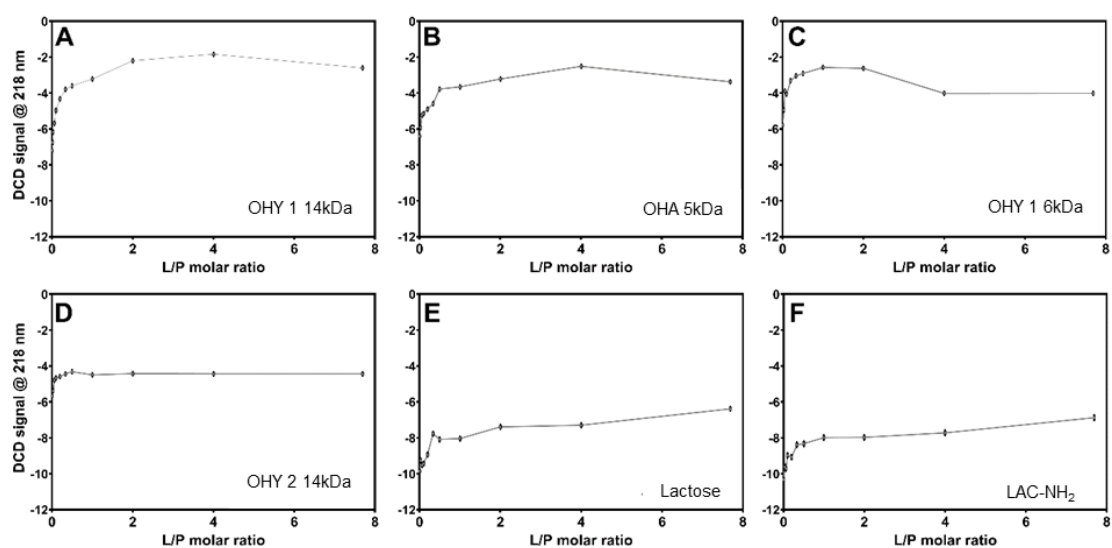 A
DCD signal @ 218 nm
0
-2
-4
-6
-8
-10
-12
OHY 1 14kDa
0 2 4 6 8
L/P molar ratio
B
0
-2
-4
-6
-8
-10
-12
OHA 5kDa
0 2 4 6 8
L/P molar ratio
C
0
-2
-4
-6
-8
-10
-12
OHY 1 6kDa
0 2 4 6 8
L/P molar ratio
D
DCD signal @ 218 nm
0
-2
-4
-6
-8
-10
-12
OHY 2 14kDa
0 2 4 6 8
L/P molar ratio
E
0
-2
-4
-6
-8
-10
-12
Lactose
0 2 4 6 8
L/P molar ratio
F
0
-2
-4
-6
-8
-10
-12
LAC-NH₂
0 2 4 6 8
L/P molar ratio